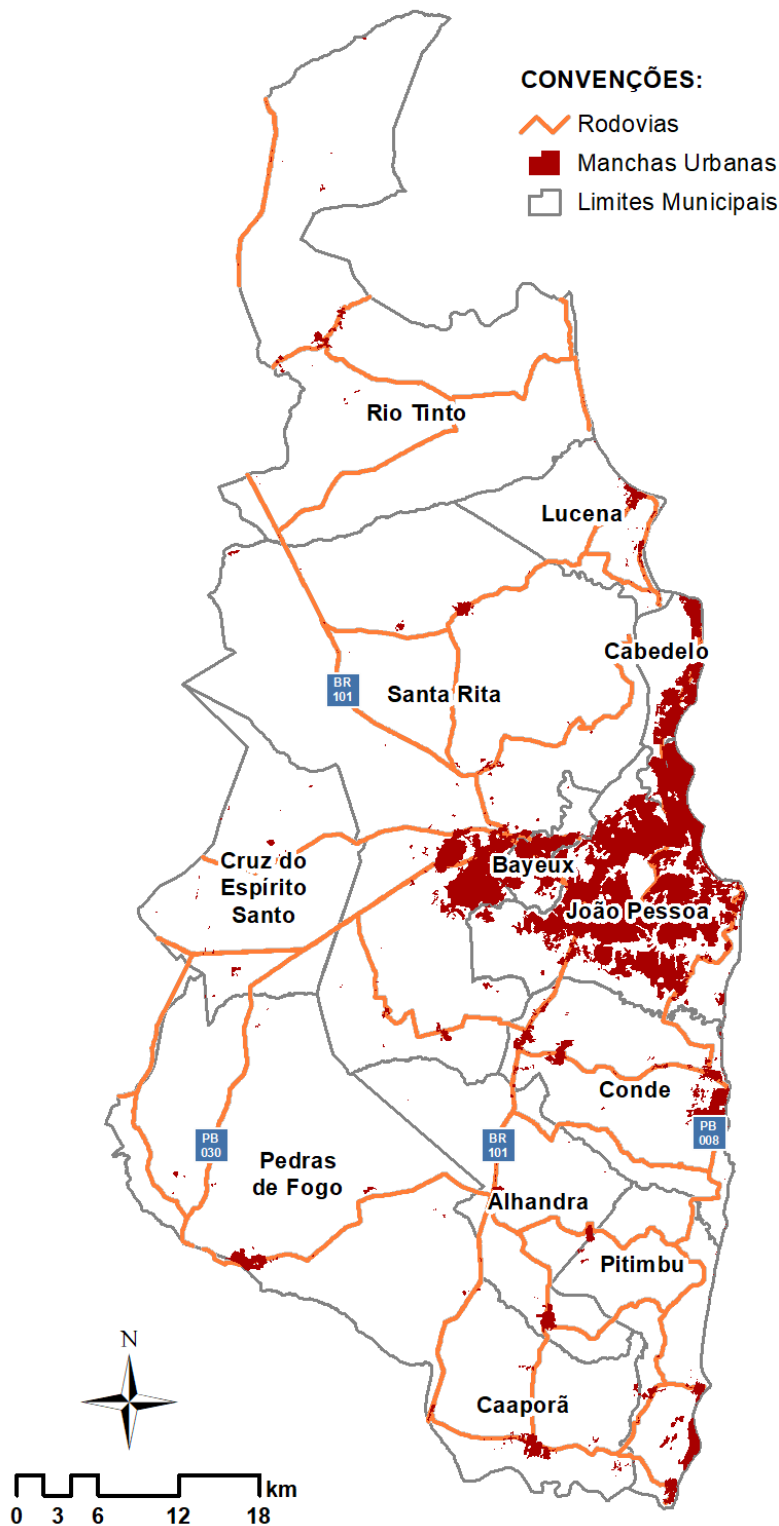 CONVENÇÕES:
Rodovias
Manchas Urbanas
Limites Municipais
Rio Tinto
Lucena
Cabedelo
BR
101
Santa Rita
Cruz do
Espírito
Santo
Bayeux
João Pessoa
Conde
PB
030
BR
101
PB
008
Pedras
de Fogo
Alhandra
Pitimbu
N
Caaporã
km
0 3 6 12 18